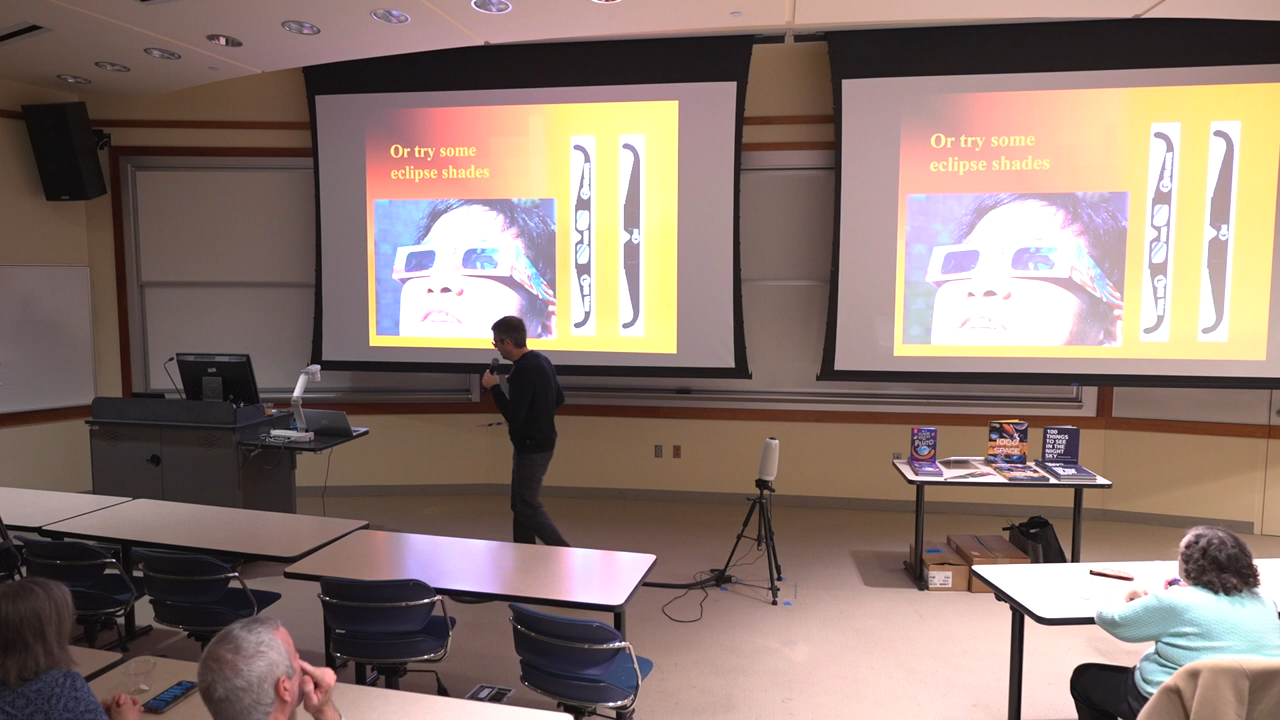 Or try some
eclipse shades
Or try some
eclipse shades
PLUTO
1000
SPACE
100
THINGS
TO SEE
IN THE
NIGHT
SKY